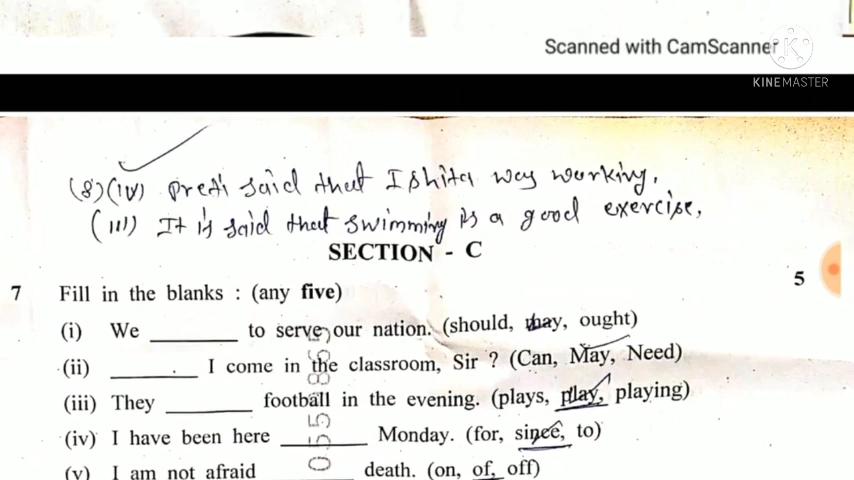 Scanned with CamScanner
K
KINEMASTER
(8)(iv) Preti said that Ishita way working.
(iii) It is said that swimming is a good exercise.
SECTION - C
5
7 Fill in the blanks : (any five)
(i) We ________ to serve our nation. (should, may, ought)
(ii) ________ I come in the classroom, Sir ? (Can, May, Need)
(iii) They ________ football in the evening. (plays, play, playing)
(iv) I have been here ________ Monday. (for, since, to)
(v) I am not afraid ________ death. (on, of, off)